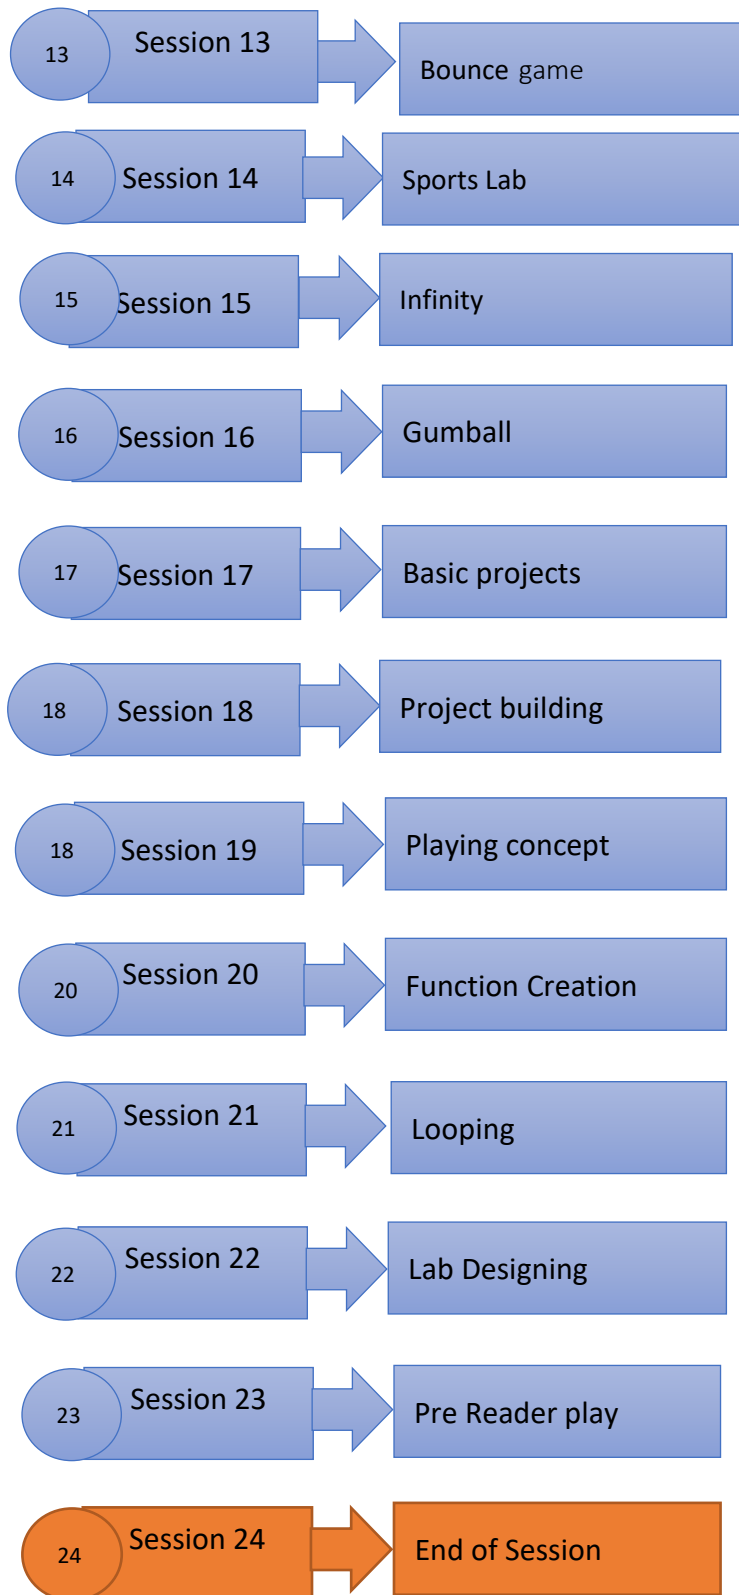 13 Session 13 Bounce game
14 Session 14 Sports Lab
15 Session 15 Infinity
16 Session 16 Gumball
17 Session 17 Basic projects
18 Session 18 Project building
18 Session 19 Playing concept
20 Session 20 Function Creation
21 Session 21 Looping
22 Session 22 Lab Designing
23 Session 23 Pre Reader play
24 Session 24 End of Session